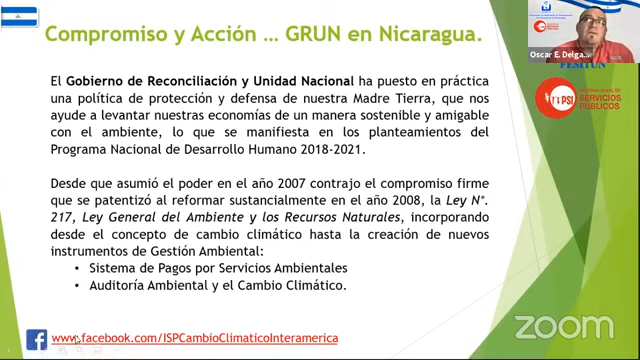 Compromiso y Acción … GRUN en Nicaragua.
El Gobierno de Reconciliación y Unidad Nacional ha puesto en práctica
una política de protección y defensa de nuestra Madre Tierra, que nos
ayude a levantar nuestras economías de un manera sostenible y amigable
con el ambiente, lo que se manifiesta en los planteamientos del
Programa Nacional de Desarrollo Humano 2018-2021.
Desde que asumió el poder en el año 2007 contrajo el compromiso firme
que se patentizó al reformar sustancialmente en el año 2008, la Ley N°.
217, Ley General del Ambiente y los Recursos Naturales, incorporando
desde el concepto de cambio climático hasta la creación de nuevos
instrumentos de Gestión Ambiental:
• Sistema de Pagos por Servicios Ambientales
• Auditoría Ambiental y el Cambio Climático.
www.facebook.com/ISPCambioClimaticoInteramerica
Oscar E. Delga...
FESITUN
PSI
SERVICIOS
PÚBLICOS
zoom